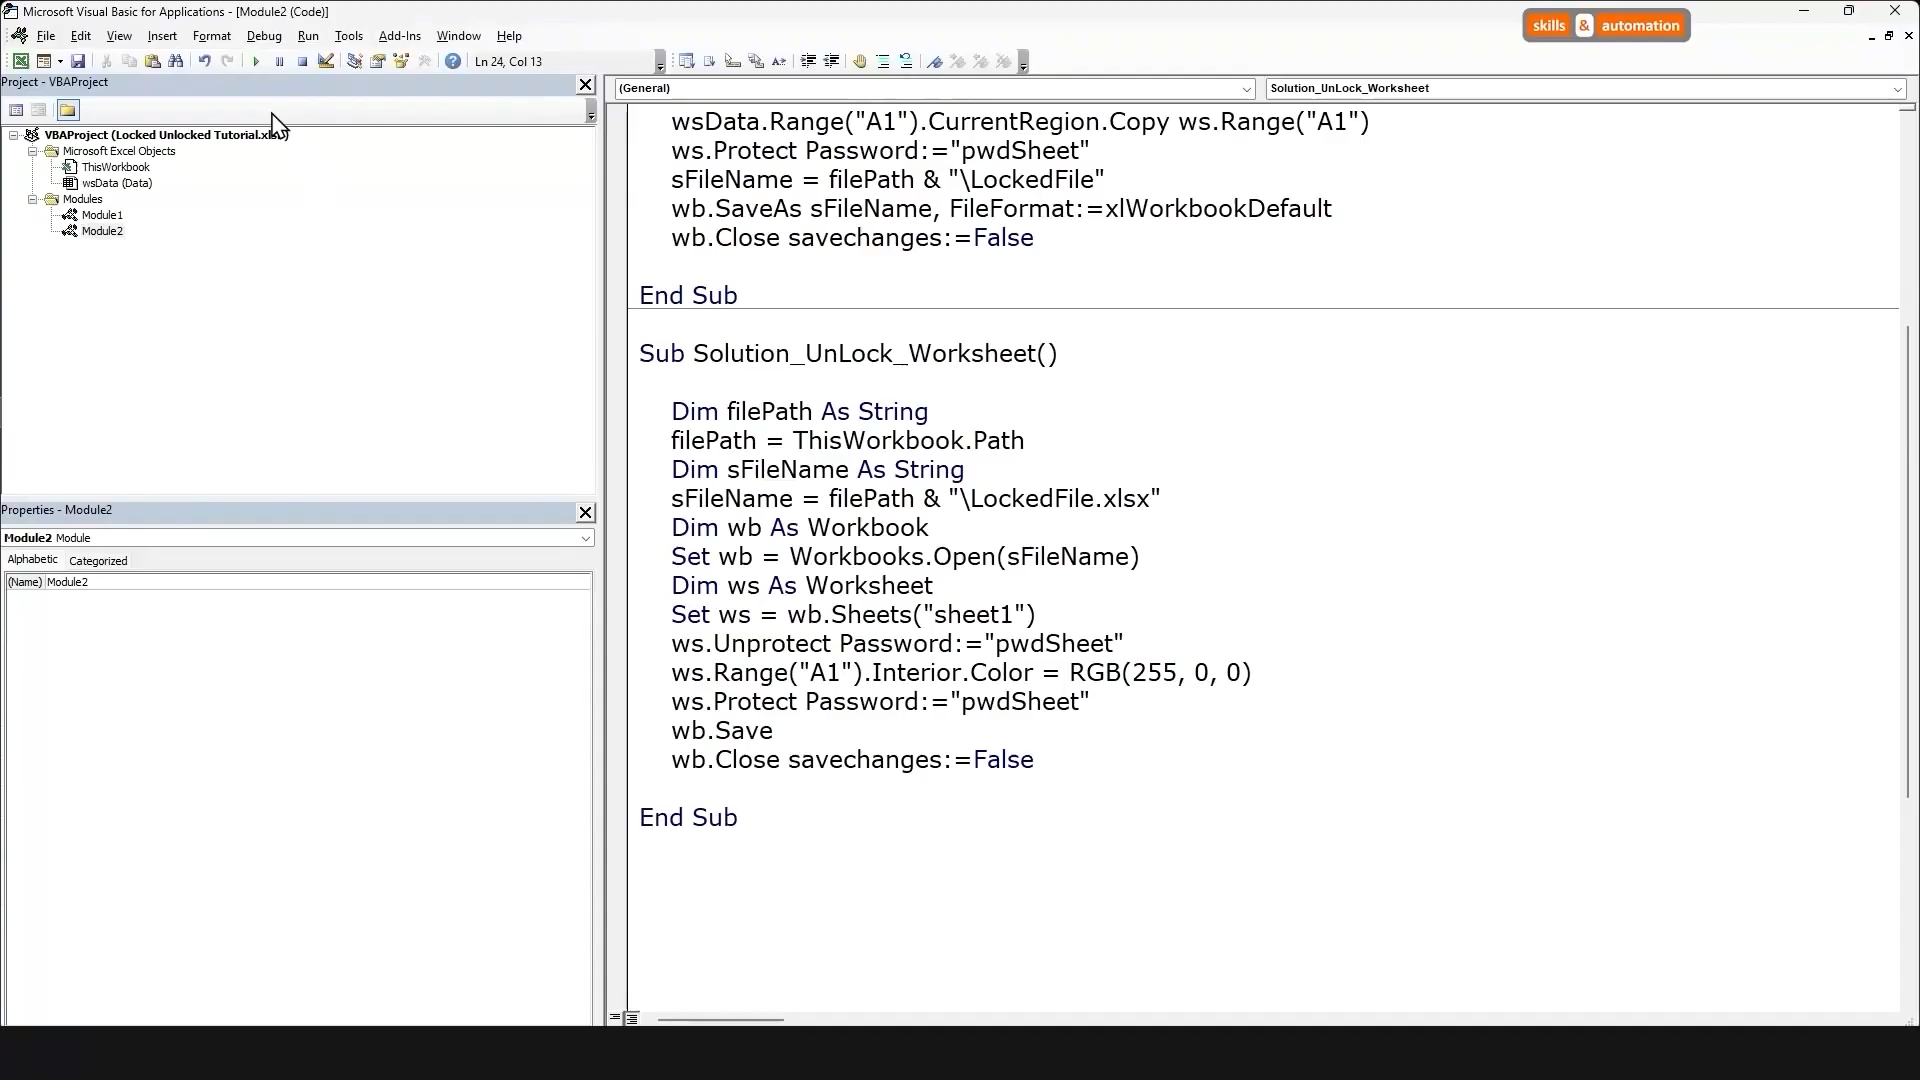 Microsoft Visual Basic for Applications - [Module2 (Code)]
skills & automation
File Edit View Insert Format Debug Run Tools Add-Ins Window Help
Ln 24, Col 13
Project - VBAProject
VBAProject (Locked Unlocked Tutorial.xls
Microsoft Excel Objects
ThisWorkbook
wsData (Data)
Modules
Module1
Module2
Properties - Module2
Module2 Module
Alphabetic Categorized
(Name) Module2
(General) Solution_UnLock_Worksheet
wsData.Range("A1").CurrentRegion.Copy ws.Range("A1")
ws.Protect Password:="pwdSheet"
sFileName = filePath & "\LockedFile"
wb.SaveAs sFileName, FileFormat:=xlWorkbookDefault
wb.Close savechanges:=False
End Sub
Sub Solution_UnLock_Worksheet()
Dim filePath As String
filePath = ThisWorkbook.Path
Dim sFileName As String
sFileName = filePath & "\LockedFile.xlsx"
Dim wb As Workbook
Set wb = Workbooks.Open(sFileName)
Dim ws As Worksheet
Set ws = wb.Sheets("sheet1")
ws.Unprotect Password:="pwdSheet"
ws.Range("A1").Interior.Color = RGB(255, 0, 0)
ws.Protect Password:="pwdSheet"
wb.Save
wb.Close savechanges:=False
End Sub